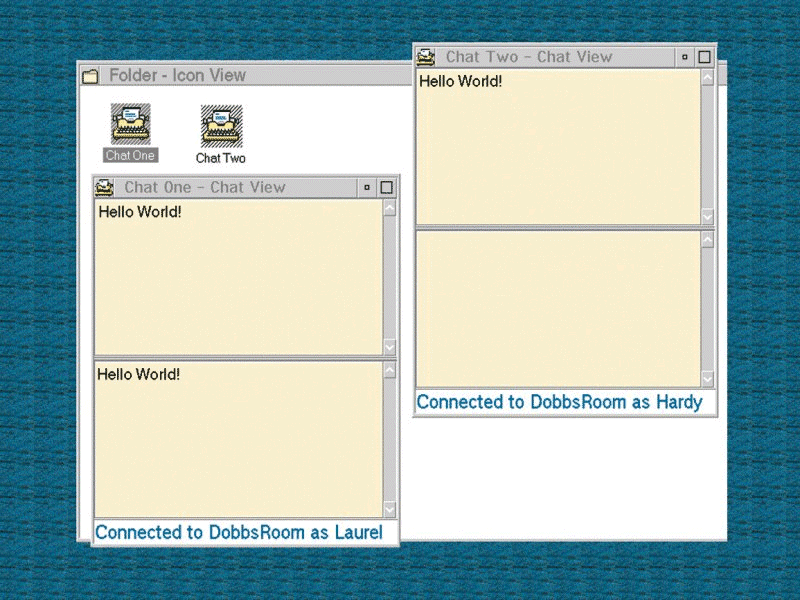 Folder - Icon View
Chat One
Chat Two
Chat One - Chat View
Hello World!
Hello World!
Connected to DobbsRoom as Laurel
Chat Two - Chat View
Hello World!
Connected to DobbsRoom as Hardy